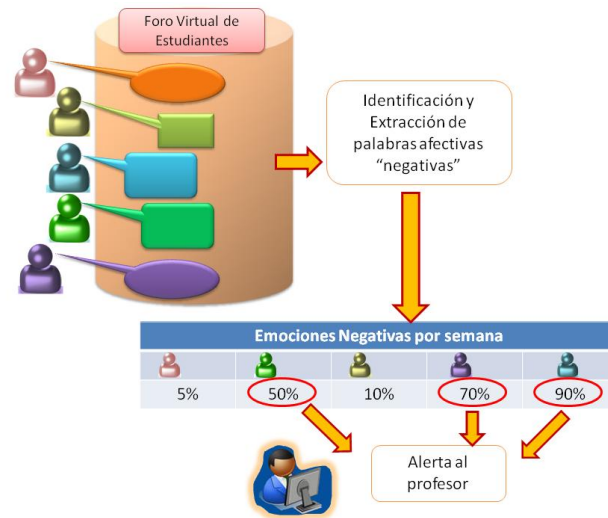 Foro Virtual de
Estudiantes
Identificación y
Extracción de
palabras afectivas
“negativas”
Emociones Negativas por semana
5% 50% 10% 70% 90%
Alerta al
profesor